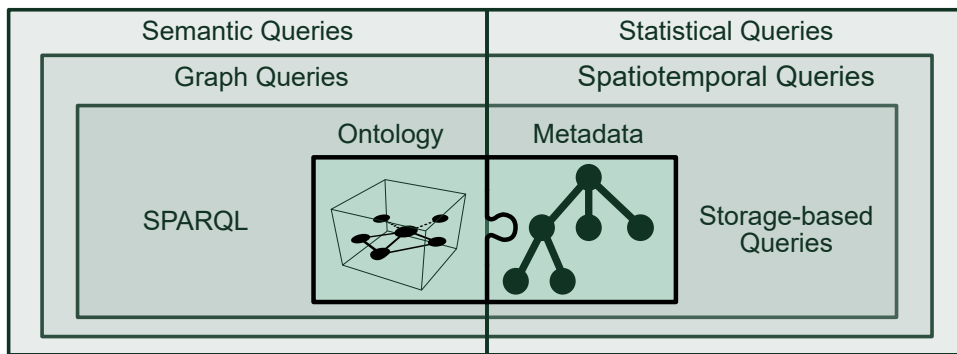 Semantic Queries
Statistical Queries
Graph Queries
Spatiotemporal Queries
Ontology
Metadata
SPARQL
Storage-based
Queries